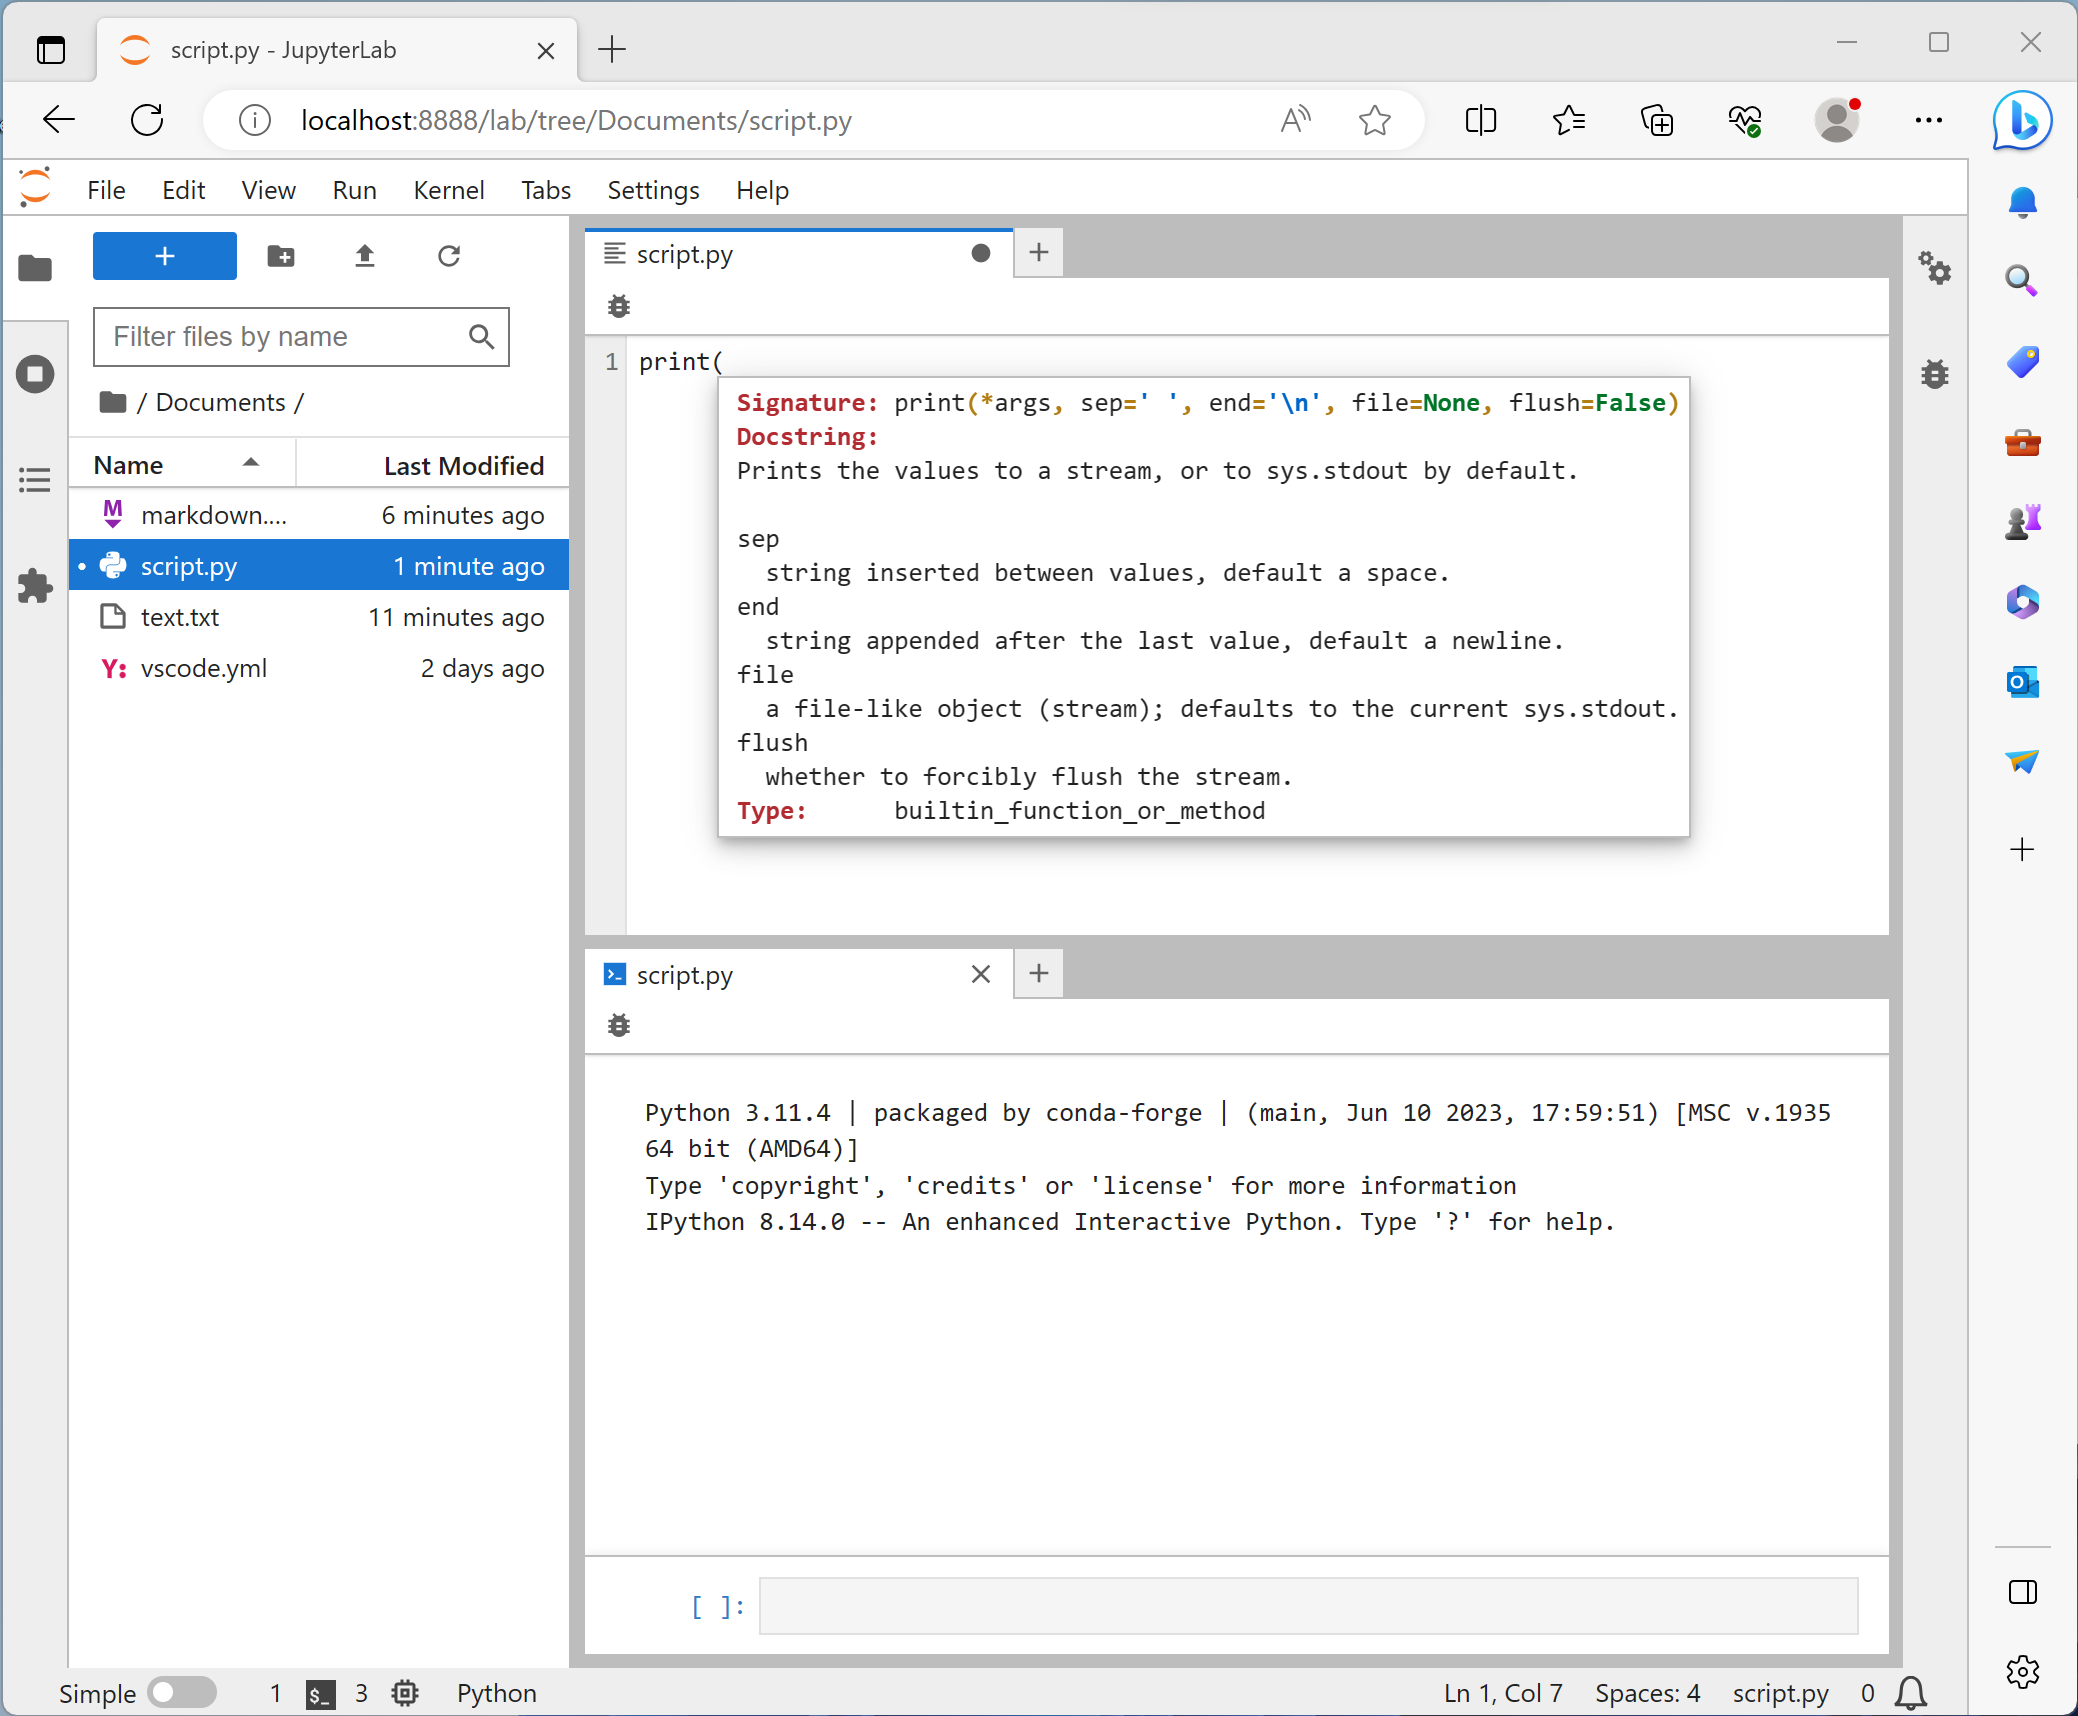 script.py - JupyterLab
localhost:8888/lab/tree/Documents/script.py
File Edit View Run Kernel Tabs Settings Help
Filter files by name
/ Documents /
Name Last Modified
markdown.... 6 minutes ago
script.py 1 minute ago
text.txt 11 minutes ago
vscode.yml 2 days ago
script.py
1 print(
Signature: print(*args, sep=' ', end='\n', file=None, flush=False)
Docstring:
Prints the values to a stream, or to sys.stdout by default.
sep
string inserted between values, default a space.
end
string appended after the last value, default a newline.
file
a file-like object (stream); defaults to the current sys.stdout.
flush
whether to forcibly flush the stream.
Type: builtin_function_or_method
script.py
Python 3.11.4 | packaged by conda-forge | (main, Jun 10 2023, 17:59:51) [MSC v.1935
64 bit (AMD64)]
Type 'copyright', 'credits' or 'license' for more information
IPython 8.14.0 -- An enhanced Interactive Python. Type '?' for help.
[ ]:
Simple 1 $_ 3 Python Ln 1, Col 7 Spaces: 4 script.py 0